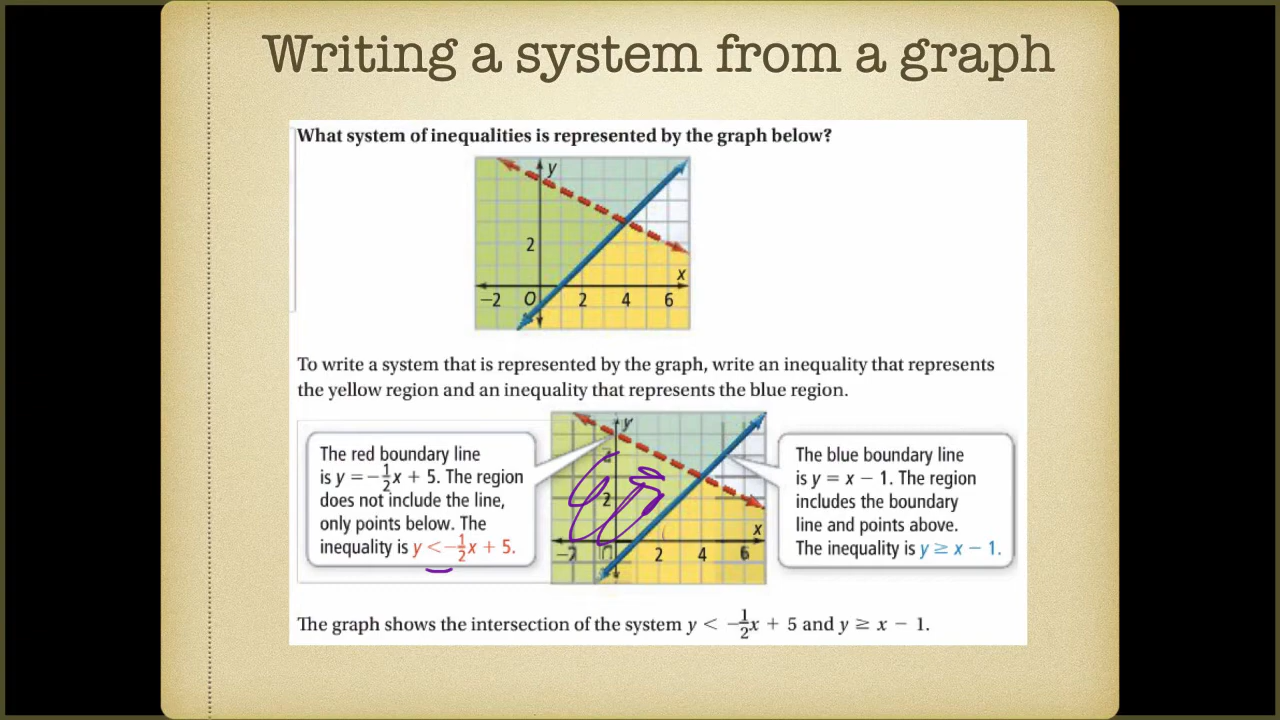 Writing a system from a graph
What system of inequalities is represented by the graph below?
y
2
x
−2 O 2 4 6
To write a system that is represented by the graph, write an inequality that represents
the yellow region and an inequality that represents the blue region.
The red boundary line
is y = −1/2x + 5. The region
does not include the line,
only points below. The
inequality is y < −1/2x + 5.
y
2
x
−2 O 2 4 6
The blue boundary line
is y = x − 1. The region
includes the boundary
line and points above.
The inequality is y ≥ x − 1.
The graph shows the intersection of the system y < −1/2x + 5 and y ≥ x − 1.